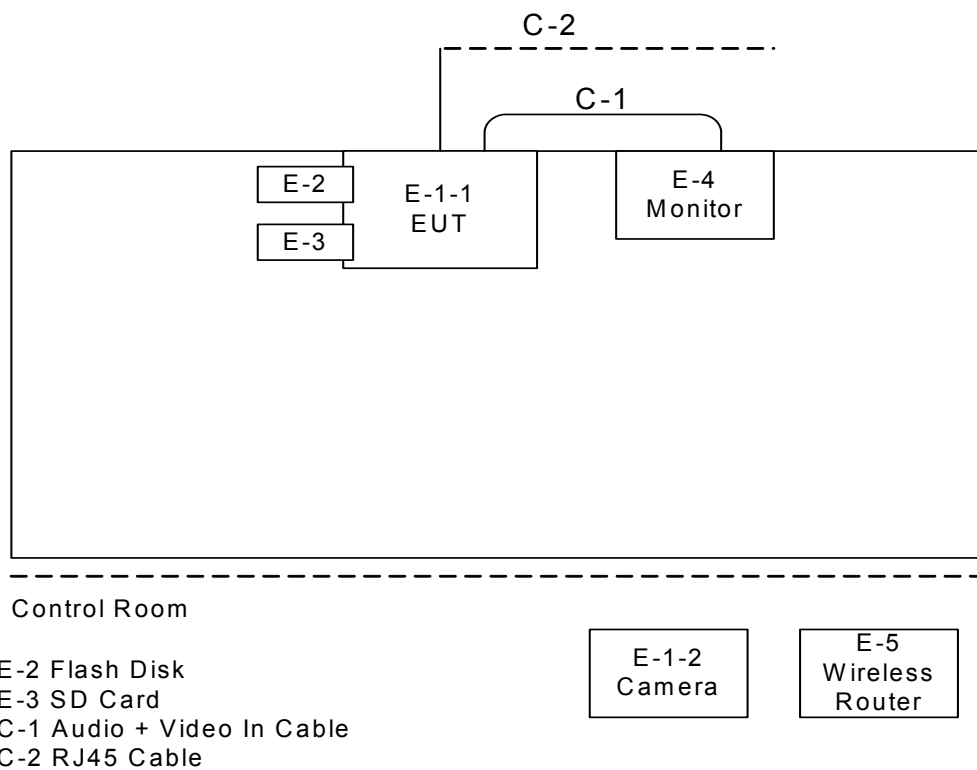 C-2
C-1
E-2
E-3
E-1-1
EUT
E-4
Monitor
Control Room
E-1-2
Camera
E-5
Wireless
Router
E-2 Flash Disk
E-3 SD Card
C-1 Audio + Video In Cable
C-2 RJ45 Cable